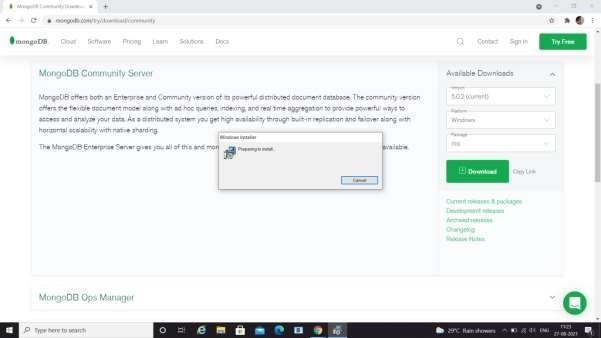 MongoDB Community Downloa
mongodb.com/try/download/community
mongoDB. Cloud Software Pricing Learn Solutions Docs Contact Sign In Try Free
MongoDB Community Server
MongoDB offers both an Enterprise and Community version of its powerful distributed document database. The community version
offers the flexible document model along with ad hoc queries, indexing, and real time aggregation to provide powerful ways to
access and analyze your data. As a distributed system you get high availability through built-in replication and failover along with
horizontal scalability with native sharding.
The MongoDB Enterprise Server gives you all of this and mor
available.
Windows Installer
Preparing to install...
Cancel
Available Downloads
Version
5.0.2 (current)
Platform
Windows
Package
msi
Download
Copy Link
Current releases & packages
Development releases
Archived releases
Changelog
Release Notes
MongoDB Ops Manager
Type here to search
29°C Rain showers
ENG
11:23
27-08-2021